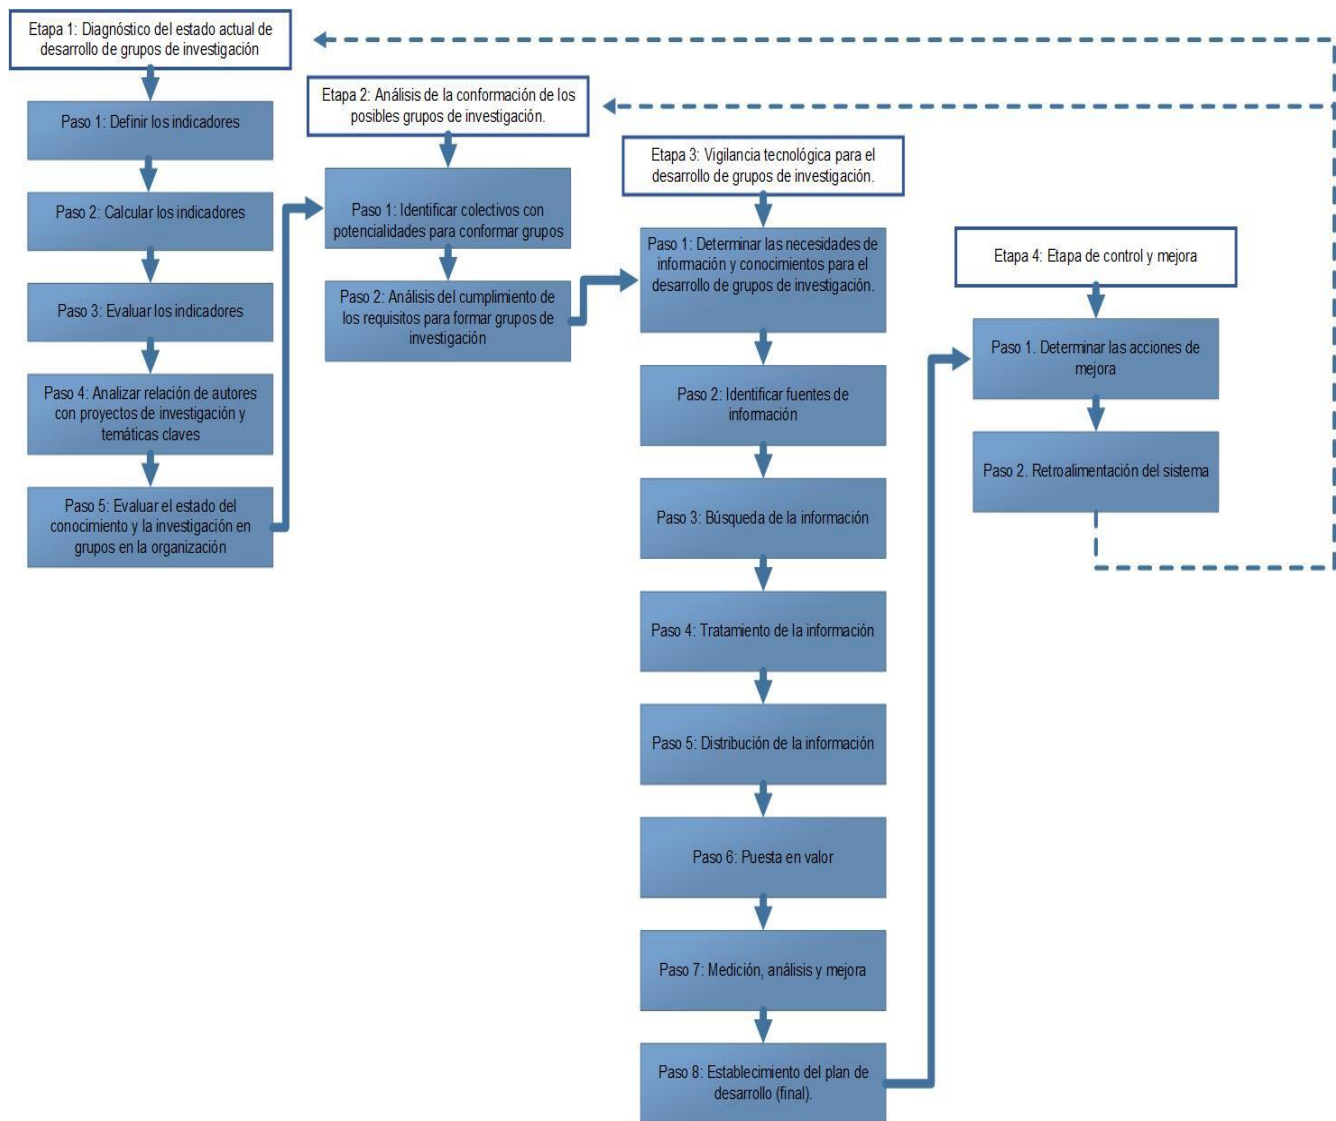 Etapa 1: Diagnóstico del estado actual de
desarrollo de grupos de investigación
Paso 1: Definir los indicadores
Paso 2: Calcular los indicadores
Paso 3: Evaluar los indicadores
Paso 4: Analizar relación de autores
con proyectos de investigación y
temáticas claves
Paso 5: Evaluar el estado del
conocimiento y la investigación en
grupos en la organización
Etapa 2: Análisis de la conformación de los
posibles grupos de investigación.
Paso 1: Identificar colectivos con
potencialidades para conformar grupos
Paso 2: Análisis del cumplimiento de
los requisitos para formar grupos de
investigación
Etapa 3: Vigilancia tecnológica para el
desarrollo de grupos de investigación.
Paso 1: Determinar las necesidades de
información y conocimientos para el
desarrollo de grupos de investigación.
Paso 2: Identificar fuentes de
información
Paso 3: Búsqueda de la información
Paso 4: Tratamiento de la información
Paso 5: Distribución de la información
Paso 6: Puesta en valor
Paso 7: Medición, análisis y mejora
Paso 8: Establecimiento del plan de
desarrollo (final).
Etapa 4: Etapa de control y mejora
Paso 1. Determinar las acciones de
mejora
Paso 2. Retroalimentación del sistema